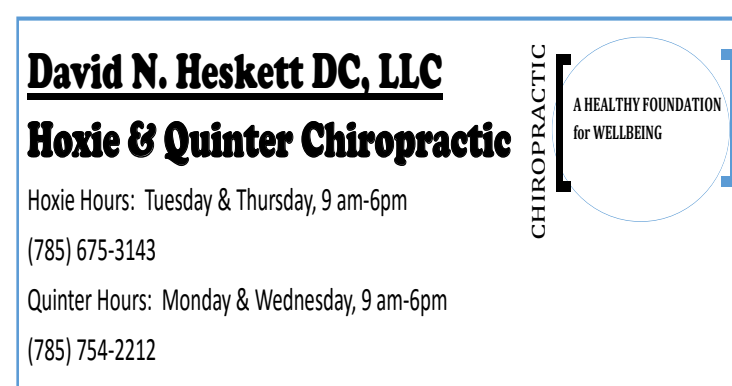 David N. Heskett DC, LLC
Hoxie & Quinter Chiropractic
Hoxie Hours: Tuesday & Thursday, 9 am-6pm
(785) 675-3143
Quinter Hours: Monday & Wednesday, 9 am-6pm
(785) 754-2212
CHIROPRACTIC
A HEALTHY FOUNDATION
for WELLBEING